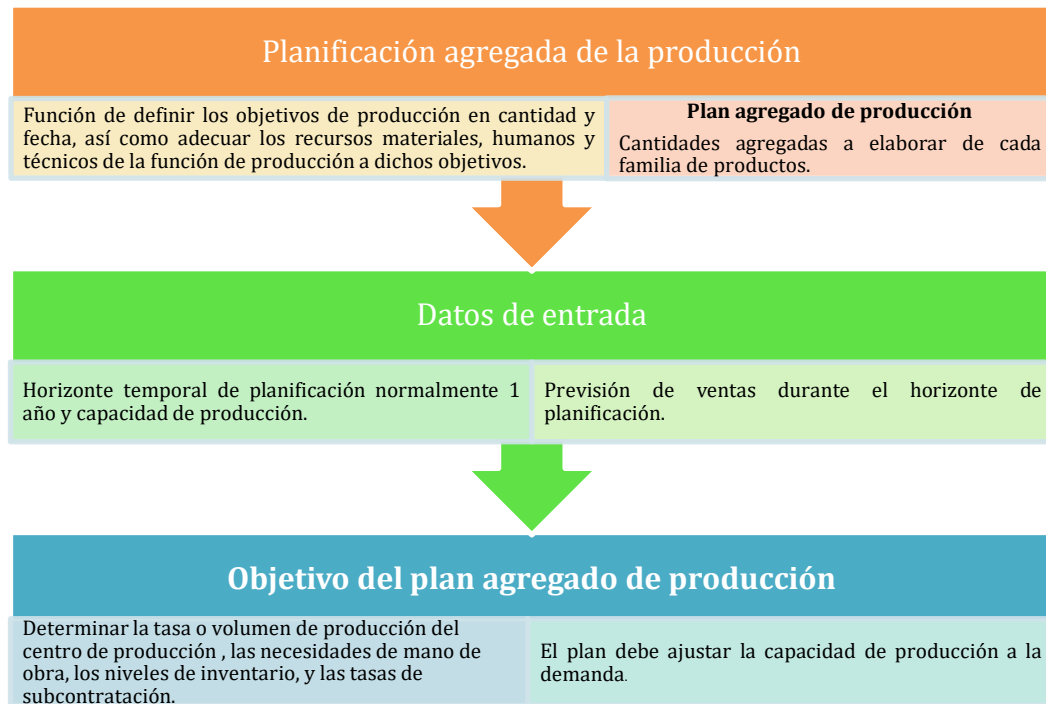 Planificación agregada de la producción
Función de definir los objetivos de producción en cantidad y
fecha, así como adecuar los recursos materiales, humanos y
técnicos de la función de producción a dichos objetivos.
Plan agregado de producción
Cantidades agregadas a elaborar de cada
familia de productos.
Datos de entrada
Horizonte temporal de planificación normalmente 1
año y capacidad de producción.
Previsión de ventas durante el horizonte de
planificación.
Objetivo del plan agregado de producción
Determinar la tasa o volumen de producción del
centro de producción , las necesidades de mano de
obra, los niveles de inventario, y las tasas de
subcontratación.
El plan debe ajustar la capacidad de producción a la
demanda.